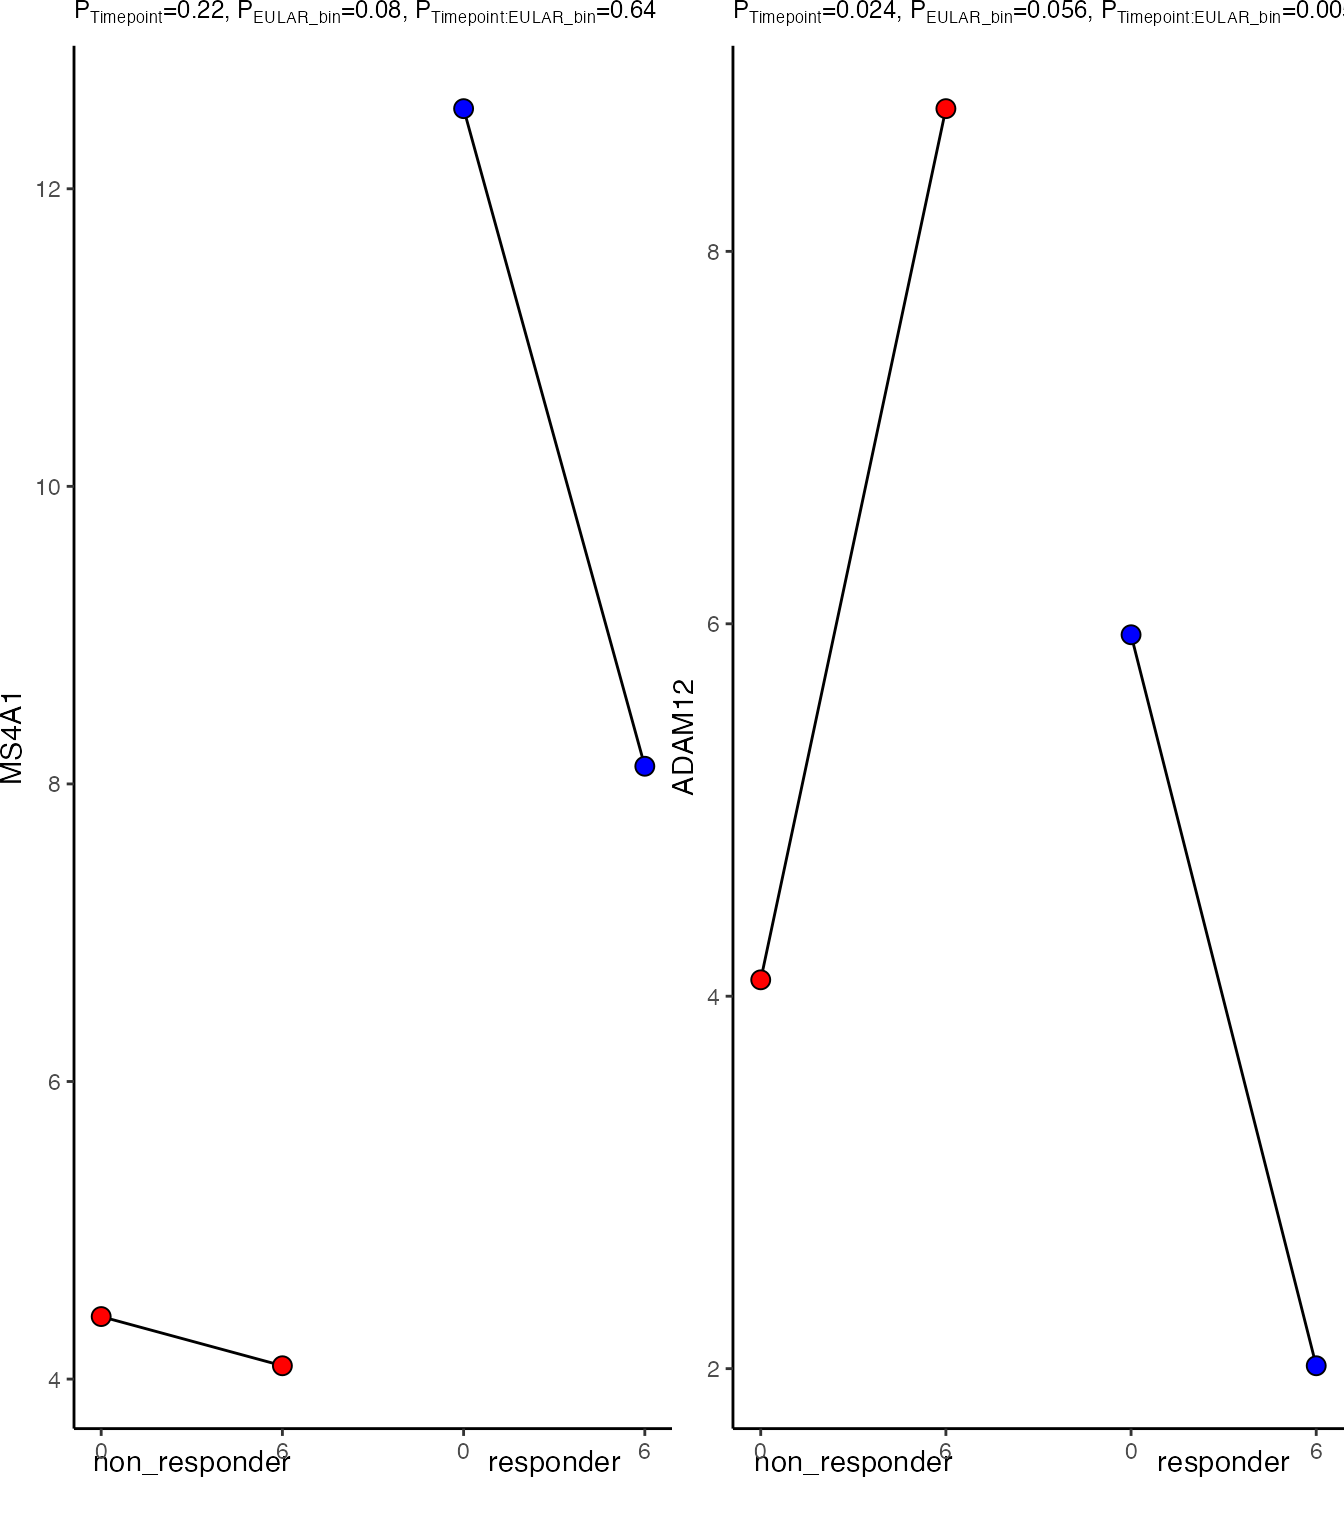 PTimepoint=0.22, PEULAR_bin=0.08, PTimepoint:EULAR_bin=0.64
MS4A1
12
10
8
6
4
0
6
0
6
non_responder
responder
PTimepoint=0.024, PEULAR_bin=0.056, PTimepoint:EULAR_bin=0.00
ADAM12
8
6
4
2
0
6
0
6
non_responder
responder